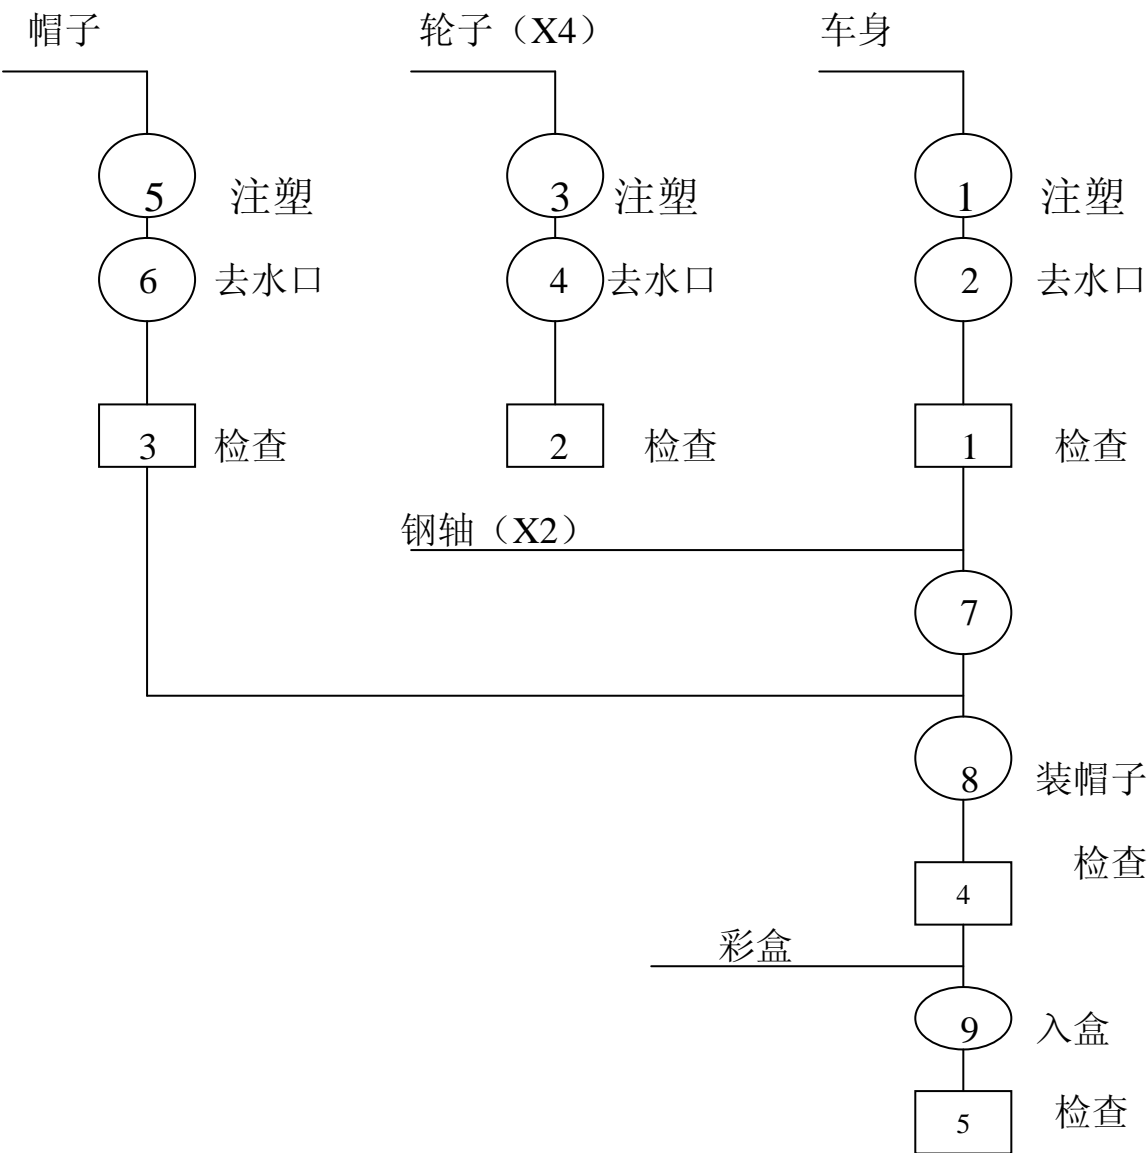 帽子 轮子（X4） 车身
5 注塑 3 注塑 1 注塑
6 去水口 4 去水口 2 去水口
3 检查 2 检查 1 检查
钢轴（X2）
7
8 装帽子
检查
4
彩盒
9 入盒
5 检查